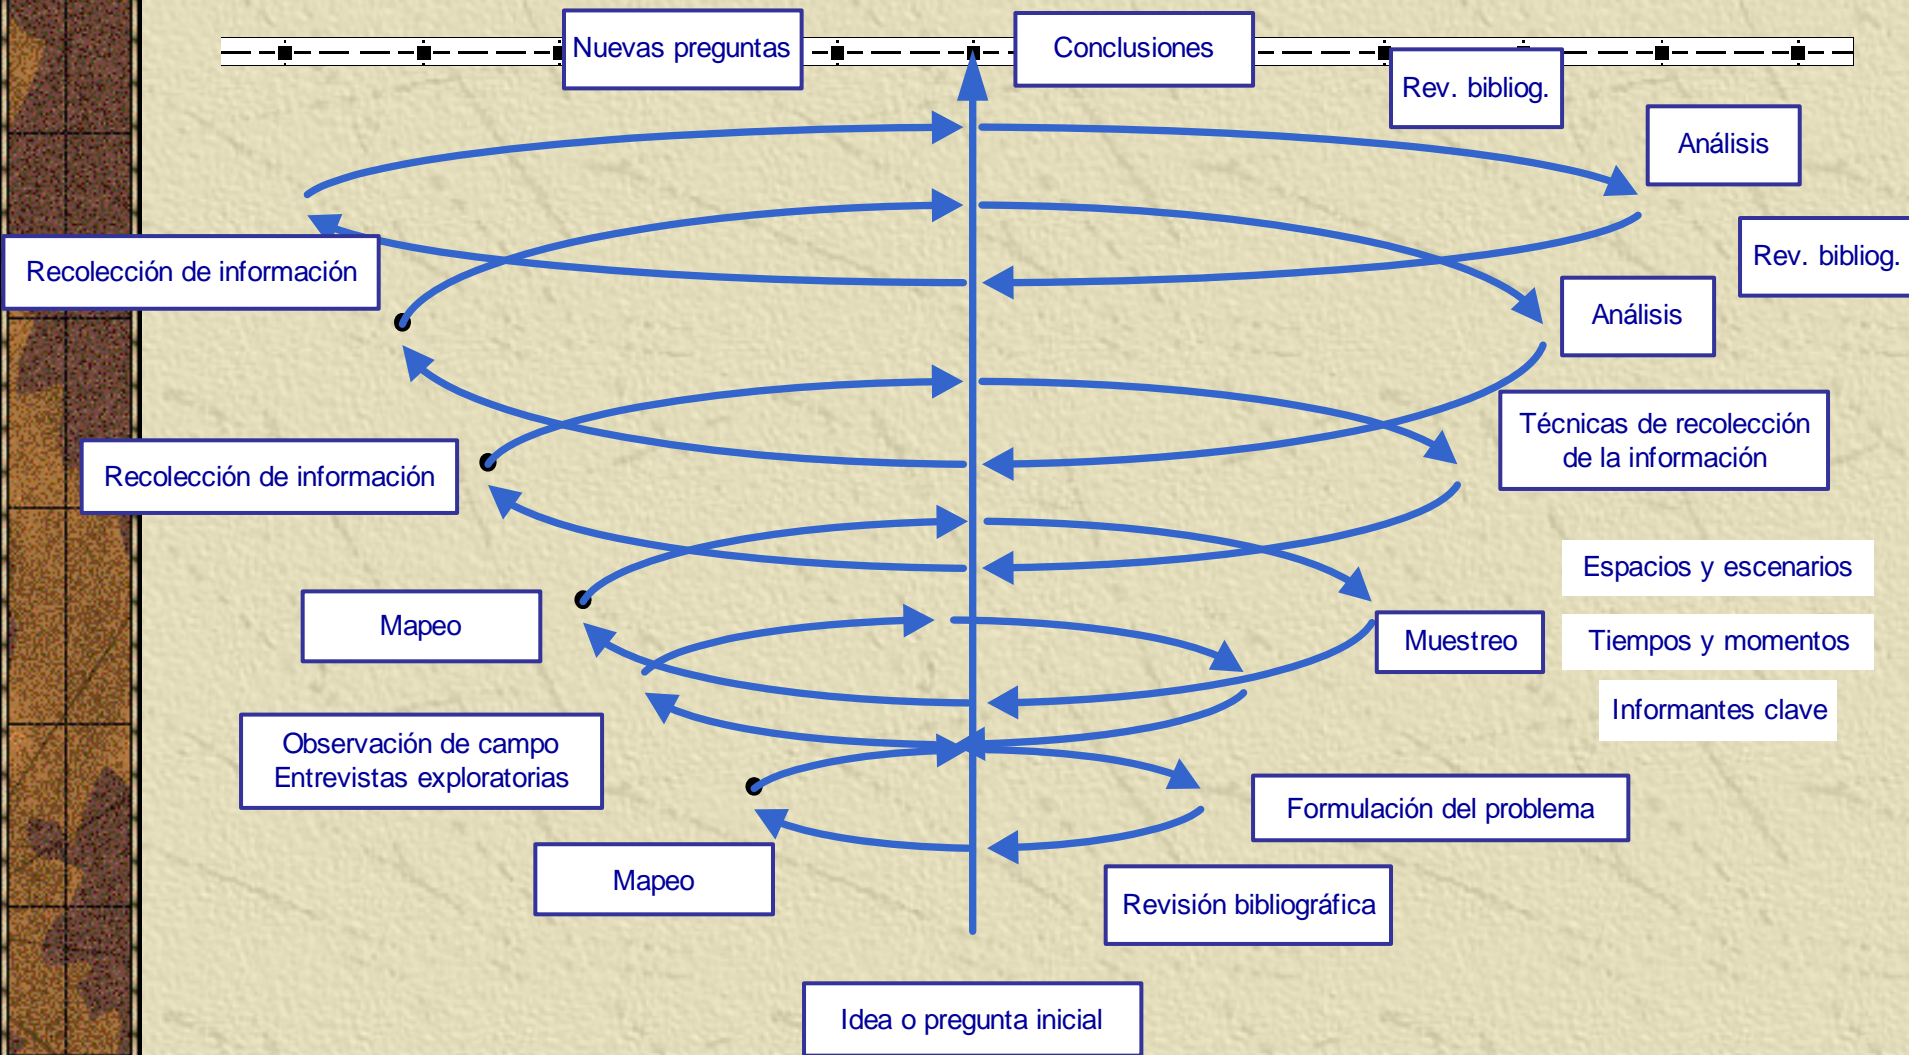 Nuevas preguntas
Conclusiones
Rev. bibliog.
Análisis
Recolección de información
Rev. bibliog.
Análisis
Técnicas de recolección
de la información
Recolección de información
Espacios y escenarios
Mapeo
Muestreo
Tiempos y momentos
Informantes clave
Observación de campo
Entrevistas exploratorias
Formulación del problema
Mapeo
Revisión bibliográfica
Idea o pregunta inicial